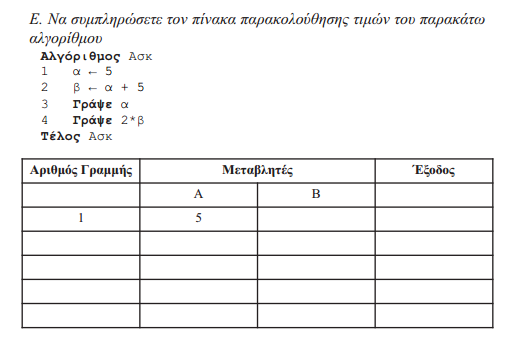 Ε. Να συμπληρώσετε τον πίνακα παρακολούθησης τιμών του παρακάτω
αλγορίθμου
Αλγόριθμος Ασκ
1 α ← 5
2 β ← α + 5
3 Γράψε α
4 Γράψε 2*β
Τέλος Ασκ
Αριθμός Γραμμής Μεταβλητές Έξοδος
Α Β
1 5